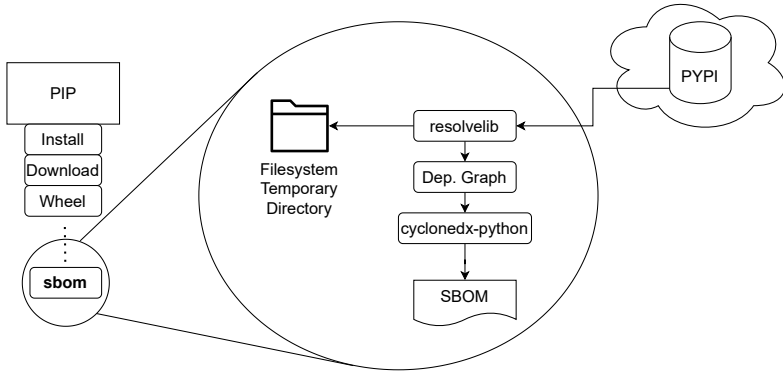 PIP
Install
Download
Wheel
sbom
Filesystem
Temporary
Directory
resolvelib
Dep. Graph
cyclonedx-python
SBOM
PYPI